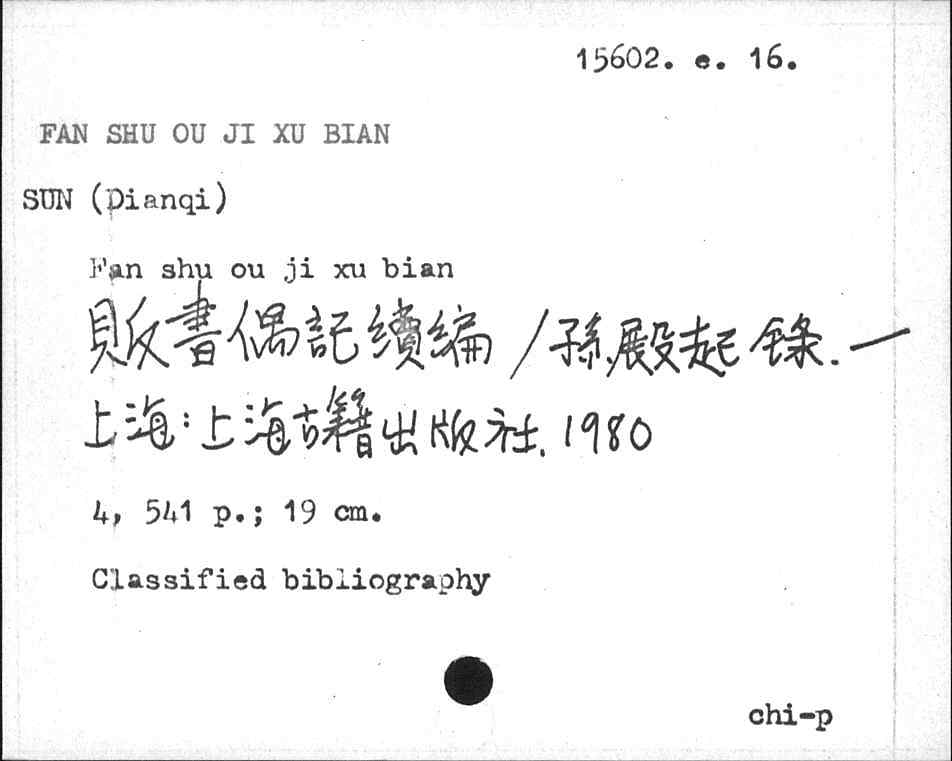 15602. e. 16.
FAN SHU OU JI XU BIAN
SUN (Dianqi)
Fan shu ou ji xu bian
販書偶記續編 / 孫殿起 錄. —
上海 : 上海古籍出版社, 1980
4, 541 p.; 19 cm.
Classified bibliography
chi-p